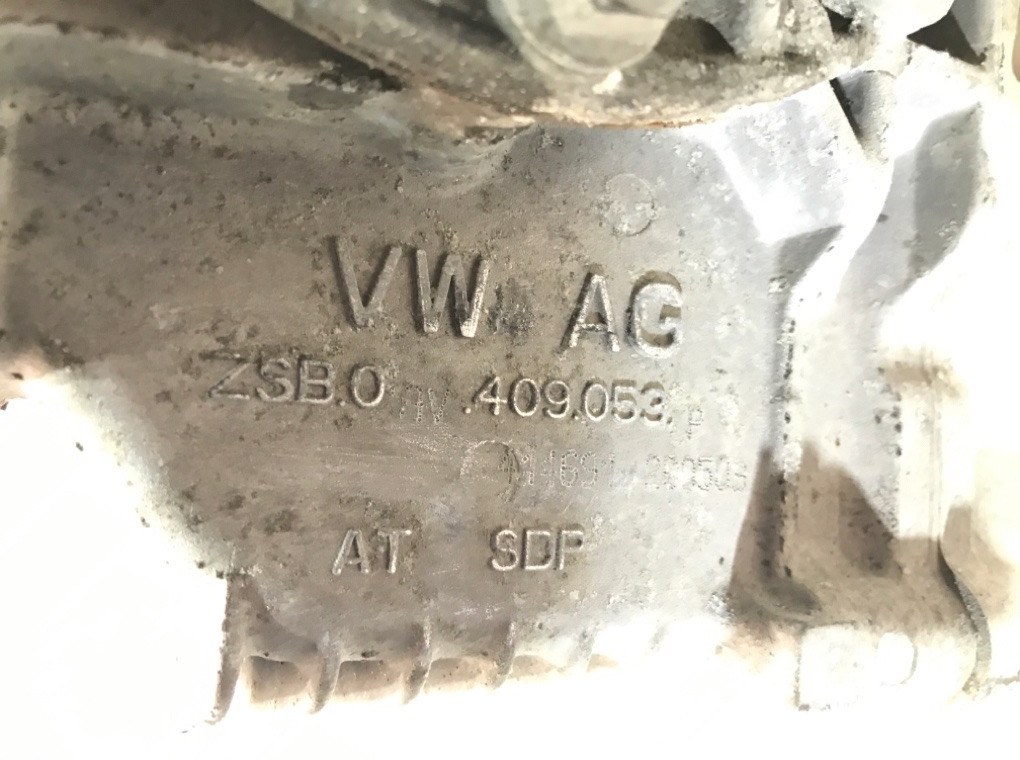 VW AG
ZSB.0 .409.053. P
AT SDP